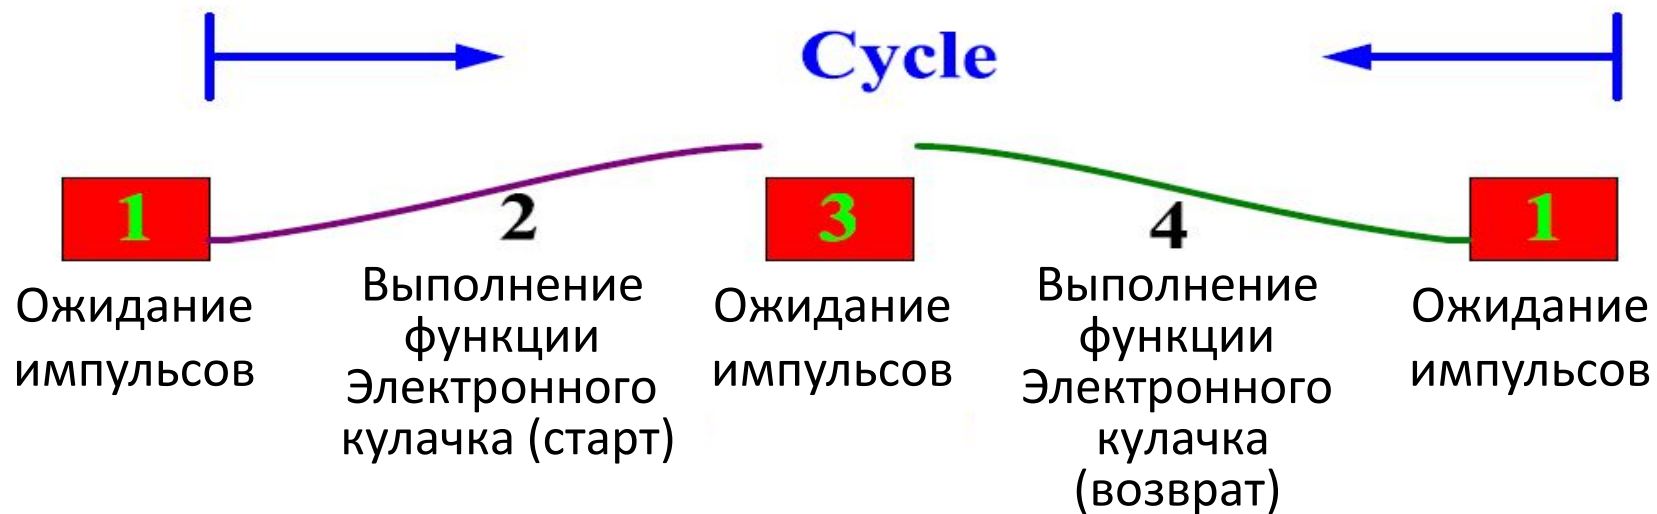 Cycle
1
2
3
4
1
Ожидание
импульсов
Выполнение
функции
Электронного
кулачка (старт)
Ожидание
импульсов
Выполнение
функции
Электронного
кулачка
(возврат)
Ожидание
импульсов